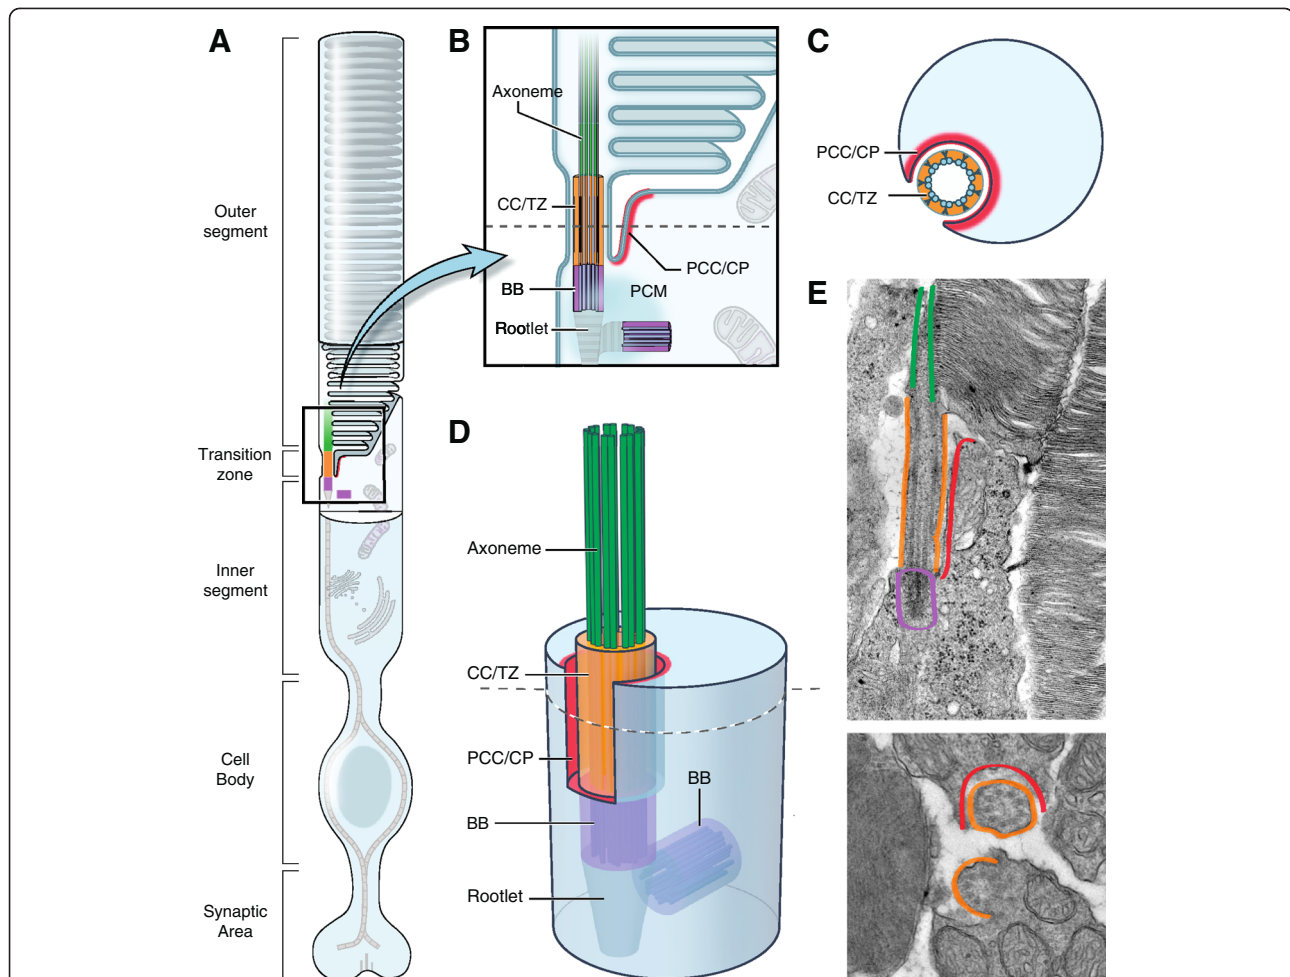 A
Outer
segment
Transition
zone
Inner
segment
Cell
Body
Synaptic
Area
B
Axoneme
CC/TZ
PCC/CP
BB
PCM
Rootlet
C
PCC/CP
CC/TZ
D
Axoneme
CC/TZ
PCC/CP
BB
BB
Rootlet
E